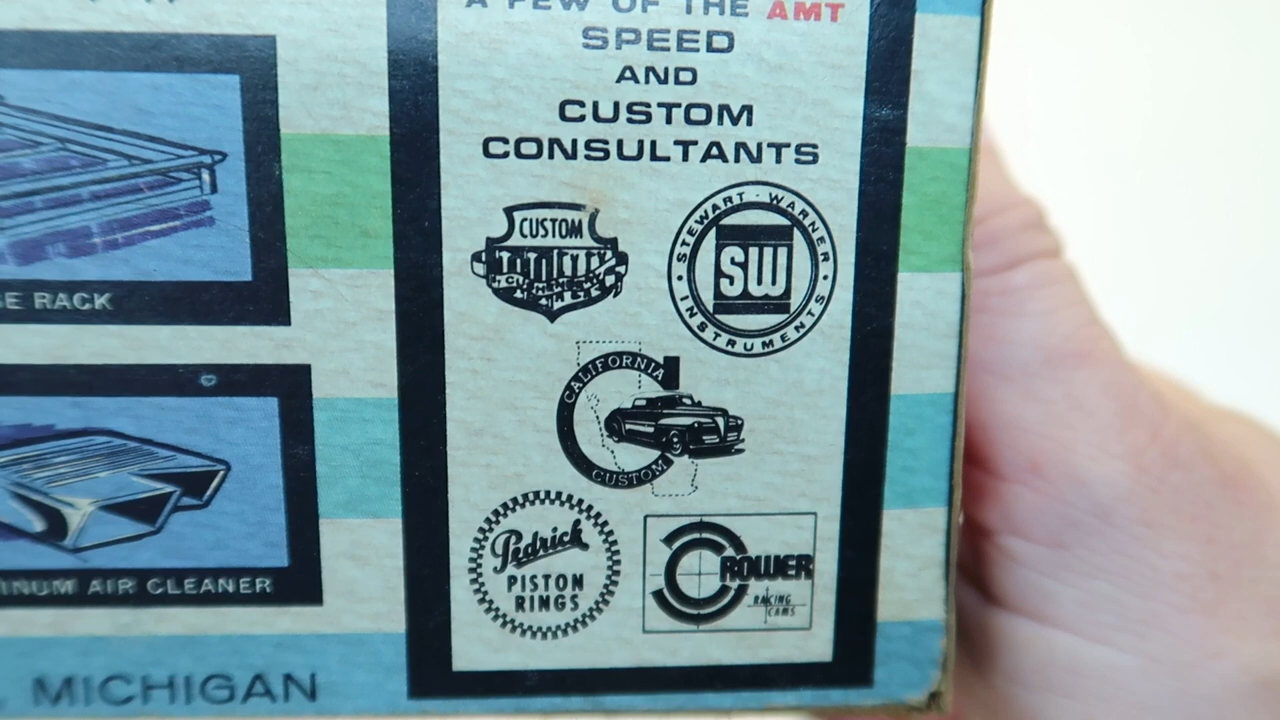 A FEW OF THE AMT
SPEED
AND
CUSTOM
CONSULTANTS
CUSTOM
STEWART · WARNER
SW
INSTRUMENTS
CALIFORNIA
CUSTOM
Pedrick
PISTON
RINGS
CROWER
RACING
CAMS
E RACK
INUM AIR CLEANER
, MICHIGAN